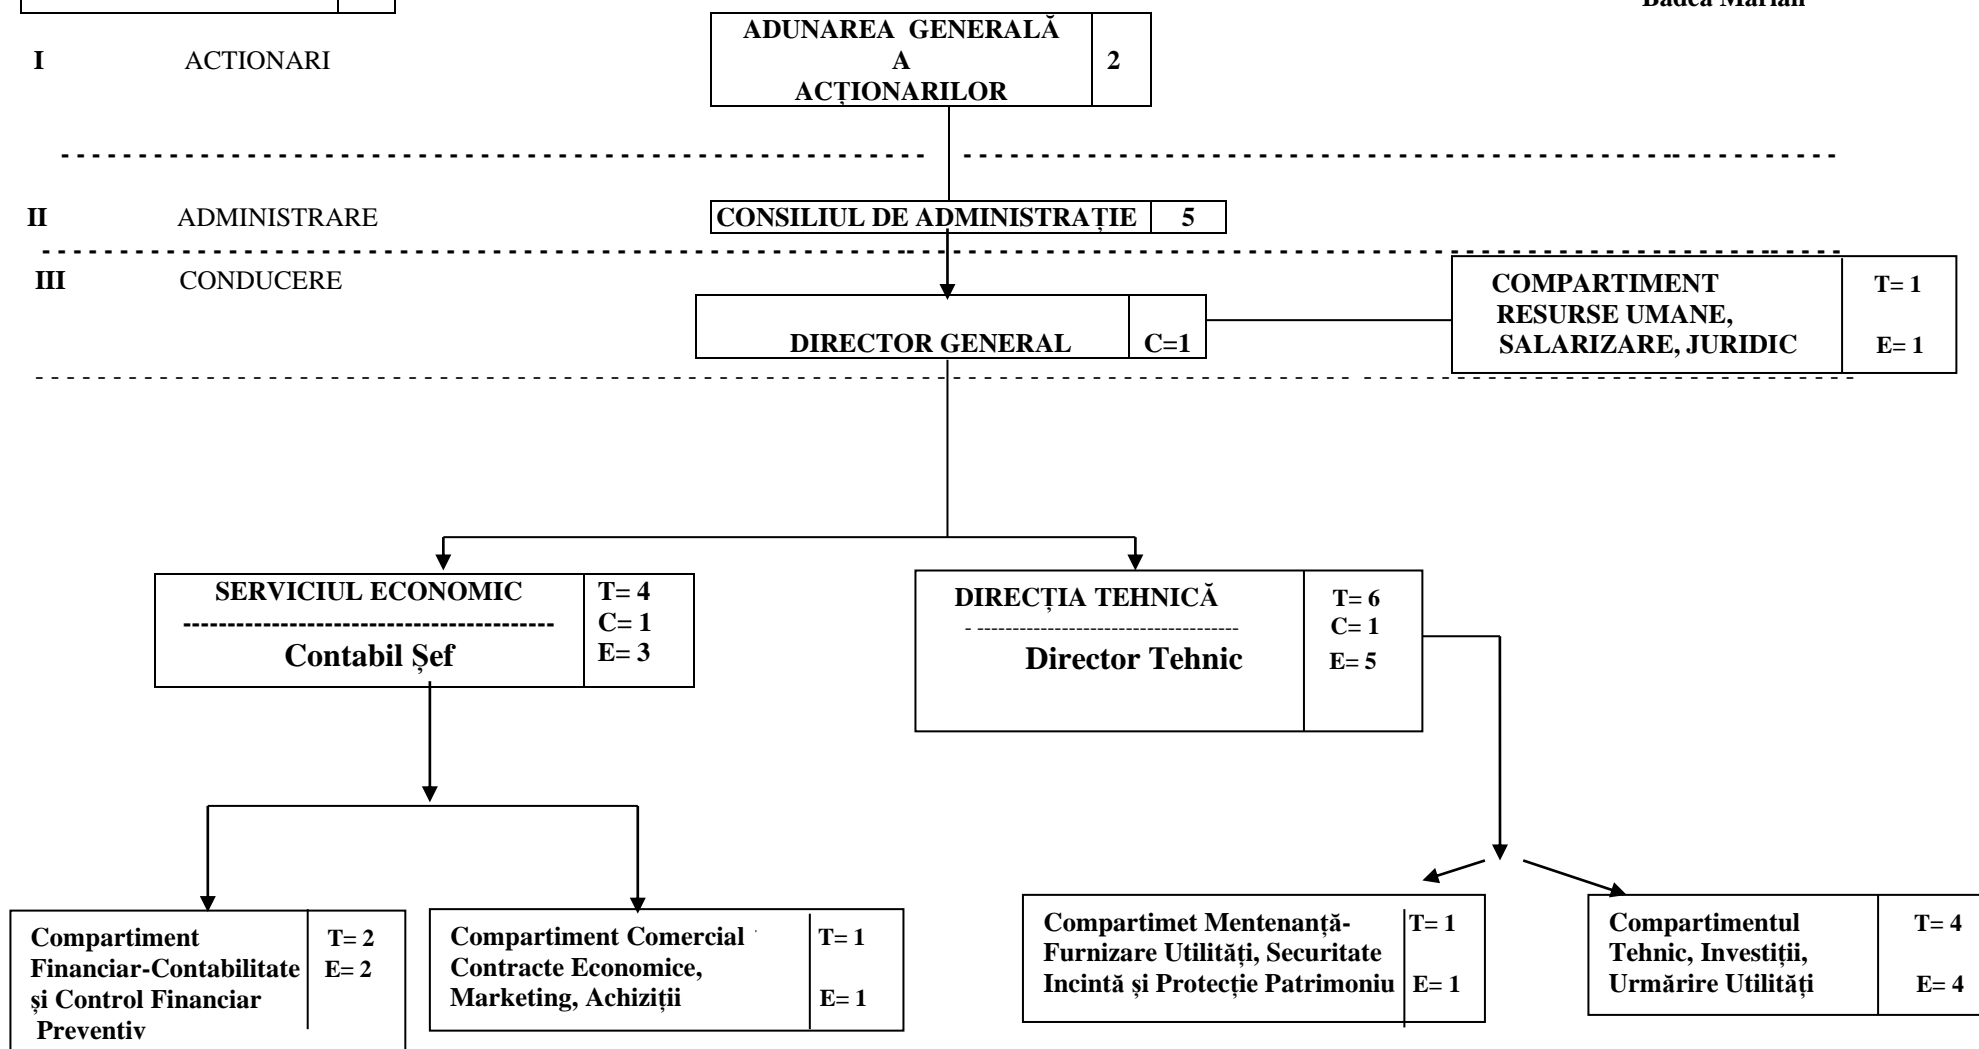 Badea Marian
ADUNAREA GENERALĂ
A
ACȚIONARILOR
2
I ACTIONARI
II ADMINISTRARE
CONSILIUL DE ADMINISTRAȚIE 5
III CONDUCERE
DIRECTOR GENERAL C=1
COMPARTIMENT
RESURSE UMANE,
SALARIZARE, JURIDIC
T= 1
E= 1
SERVICIUL ECONOMIC
Contabil Șef
T= 4
C= 1
E= 3
DIRECȚIA TEHNICĂ
Director Tehnic
T= 6
C= 1
E= 5
Compartiment
Financiar-Contabilitate
și Control Financiar
Preventiv
T= 2
E= 2
Compartiment Comercial
Contracte Economice,
Marketing, Achiziții
T= 1
E= 1
Compartimet Mentenanță-
Furnizare Utilități, Securitate
Incintă și Protecție Patrimoniu
T= 1
E= 1
Compartimentul
Tehnic, Investiții,
Urmărire Utilități
T= 4
E= 4